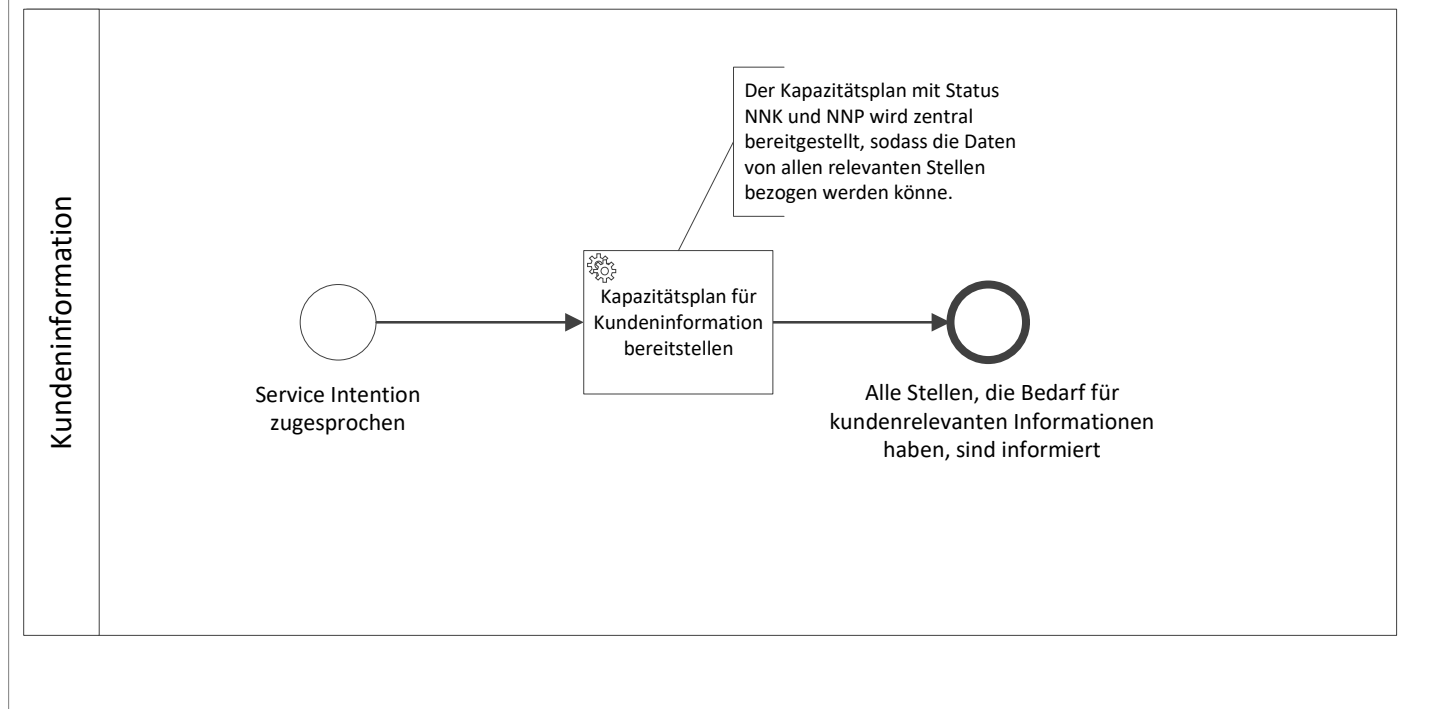 Kundeninformation
Der Kapazitätsplan mit Status
NNK und NNP wird zentral
bereitgestellt, sodass die Daten
von allen relevanten Stellen
bezogen werden könne.
Kapazitätsplan für
Kundeninformation
bereitstellen
Service Intention
zugesprochen
Alle Stellen, die Bedarf für
kundenrelevanten Informationen
haben, sind informiert